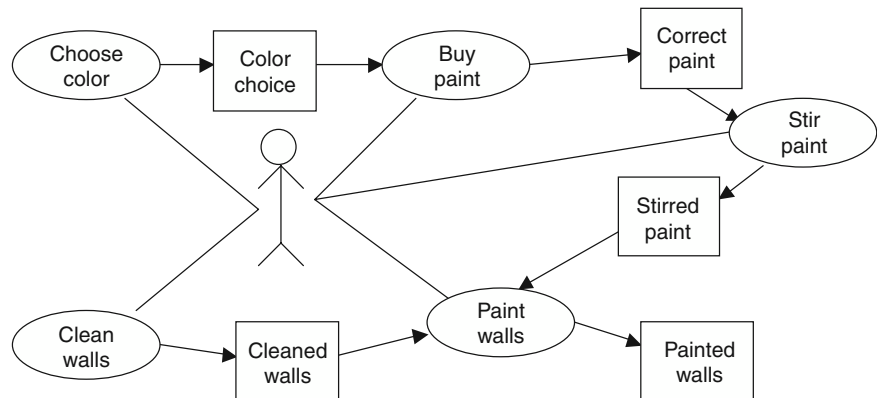 Choose
color
Color
choice
Buy
paint
Correct
paint
Stir
paint
Stirred
paint
Clean
walls
Cleaned
walls
Paint
walls
Painted
walls